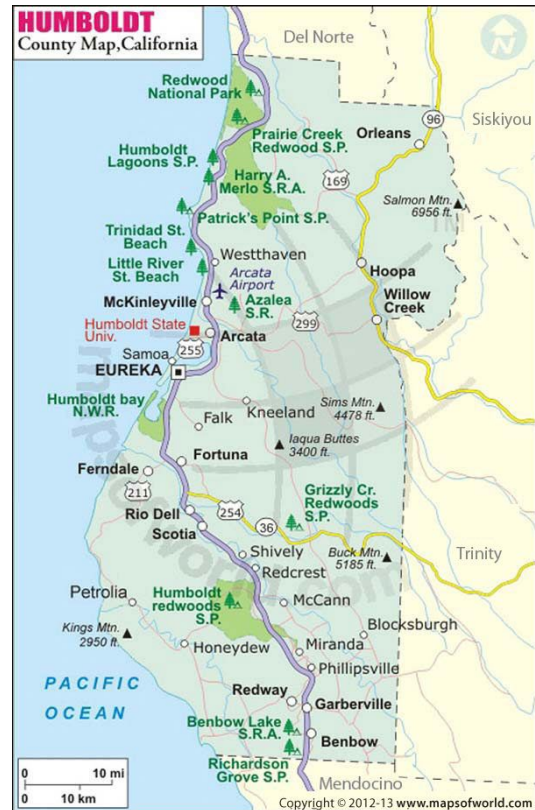 HUMBOLDT
County Map,California
Del Norte
N
Siskiyou
Redwood
National Park
96
Orleans
Prairie Creek
Redwood S.P.
Humboldt
Lagoons S.P.
Harry A.
Merlo S.R.A.
169
Salmon Mtn.
6956 ft.
Patrick's Point S.P.
Trinidad St.
Beach
Westthaven
Little River
St. Beach
Arcata
Airport
Hoopa
McKinleyville
Azalea
S.R.
Willow
Creek
Humboldt State
Univ.
299
255
Arcata
Samoa
EUREKA
Humboldt bay
N.W.R.
Kneeland
Sims Mtn.
4478 ft.
Falk
Iaqua Buttes
3400 ft.
Fortuna
Ferndale
211
Grizzly Cr.
Redwoods
S.P.
Rio Dell
254
36
Scotia
Shively
Buck Mtn.
5185 ft.
Trinity
Redcrest
Petrolia
Humboldt
redwoods
S.P.
McCann
Kings Mtn.
2950 ft.
Blocksburgh
Honeydew
Miranda
Phillipsville
PACIFIC
OCEAN
Redway
Garberville
Benbow Lake
S.R.A.
Benbow
Richardson
Grove S.P.
0 10 mi
0 10 km
Mendocino
Copyright © 2012-13 www.mapsofworld.com
mapsofworld.com
TM